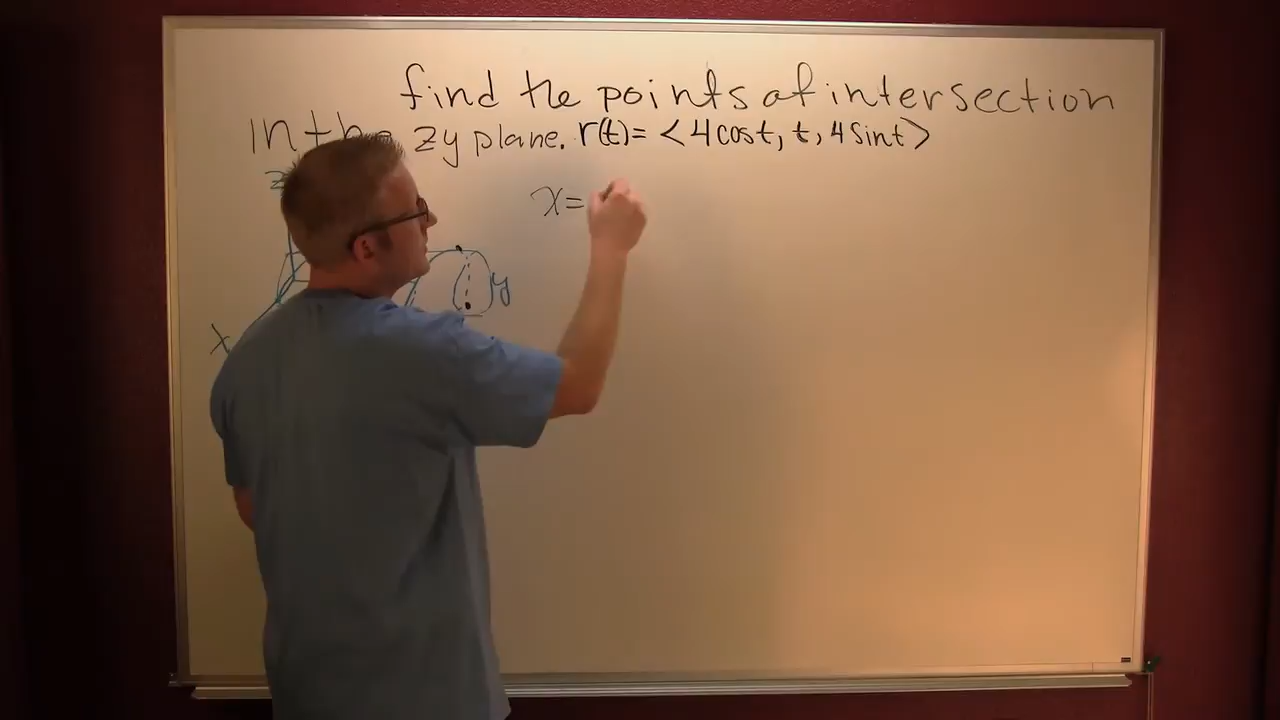 find the points of intersection
In the zy plane. r(t)= <4cost, t, 4sint>
z
x=
y
x